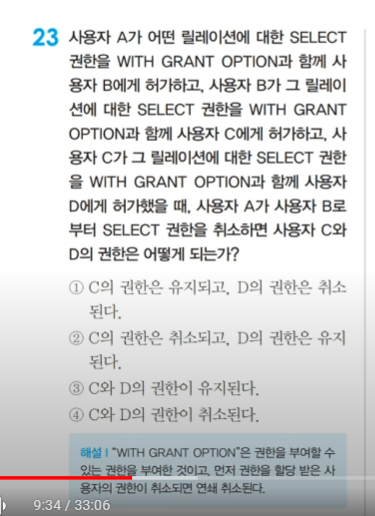 23 사용자 A가 어떤 릴레이션에 대한 SELECT
권한을 WITH GRANT OPTION과 함께 사
용자 B에게 허가하고, 사용자 B가 그 릴레이
션에 대한 SELECT 권한을 WITH GRANT
OPTION과 함께 사용자 C에게 허가하고, 사
용자 C가 그 릴레이션에 대한 SELECT 권한
을 WITH GRANT OPTION과 함께 사용자
D에게 허가했을 때, 사용자 A가 사용자 B로
부터 SELECT 권한을 취소하면 사용자 C와
D의 권한은 어떻게 되는가?
① C의 권한은 유지되고, D의 권한은 취소
된다.
② C의 권한은 취소되고, D의 권한은 유지
된다.
③ C와 D의 권한이 유지된다.
④ C와 D의 권한이 취소된다.
해설 | "WITH GRANT OPTION"은 권한을 부여할 수
있는 권한을 부여한 것이고, 먼저 권한을 할당 받은 사
용자의 권한이 취소되면 연쇄 취소된다.
9:34 / 33:06